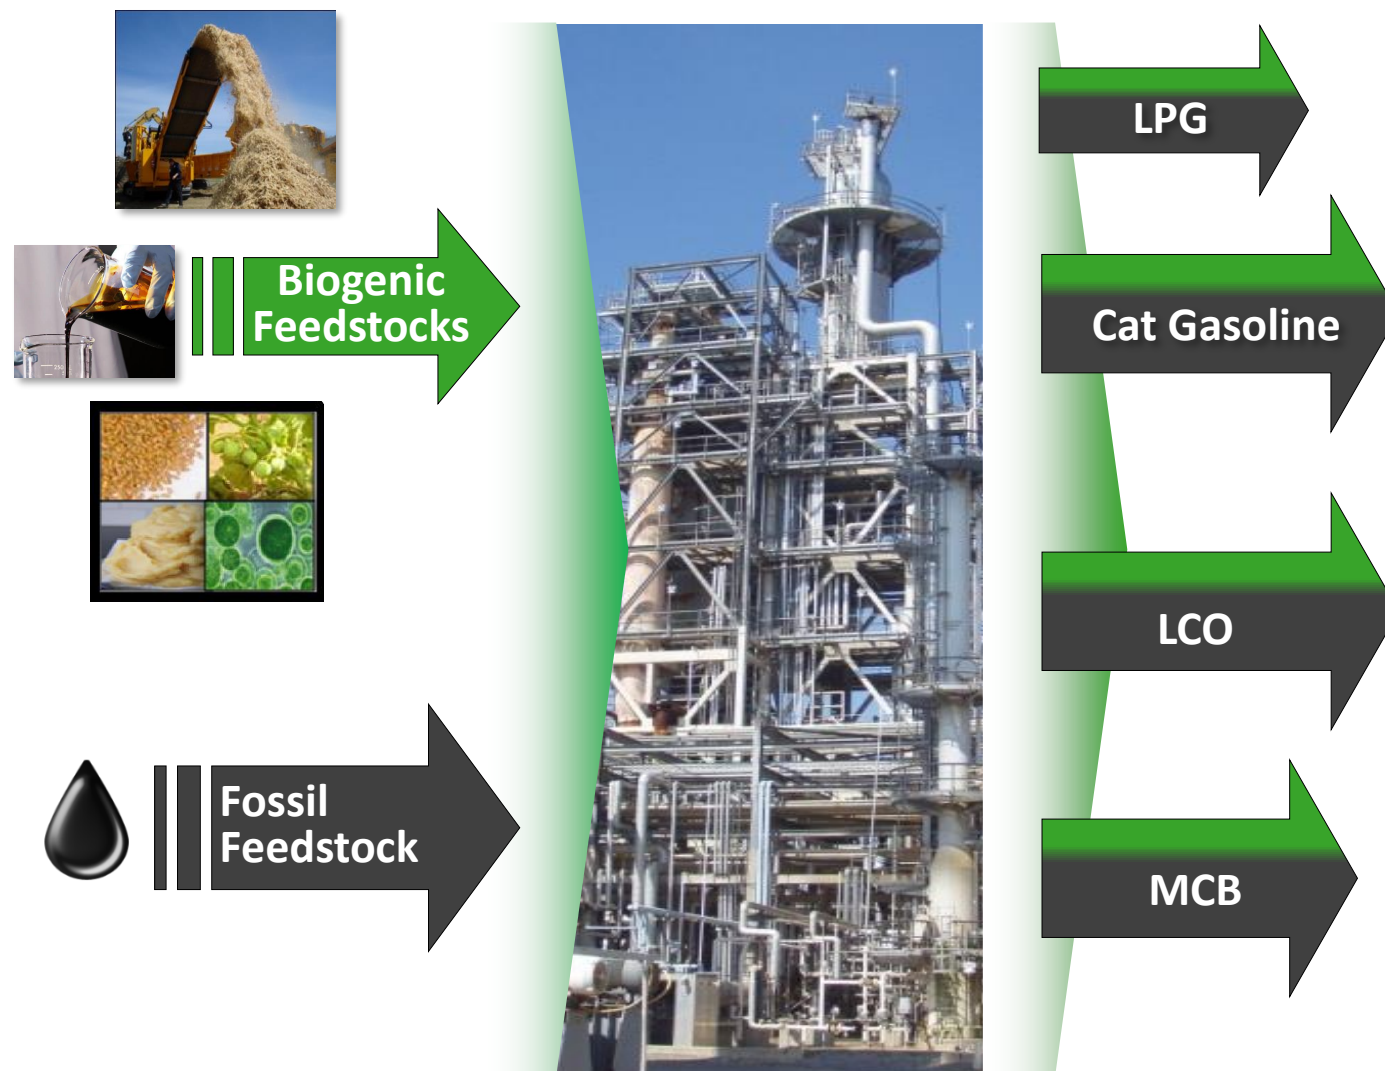 Biogenic
Feedstocks
Fossil
Feedstock
LPG
Cat Gasoline
LCO
MCB